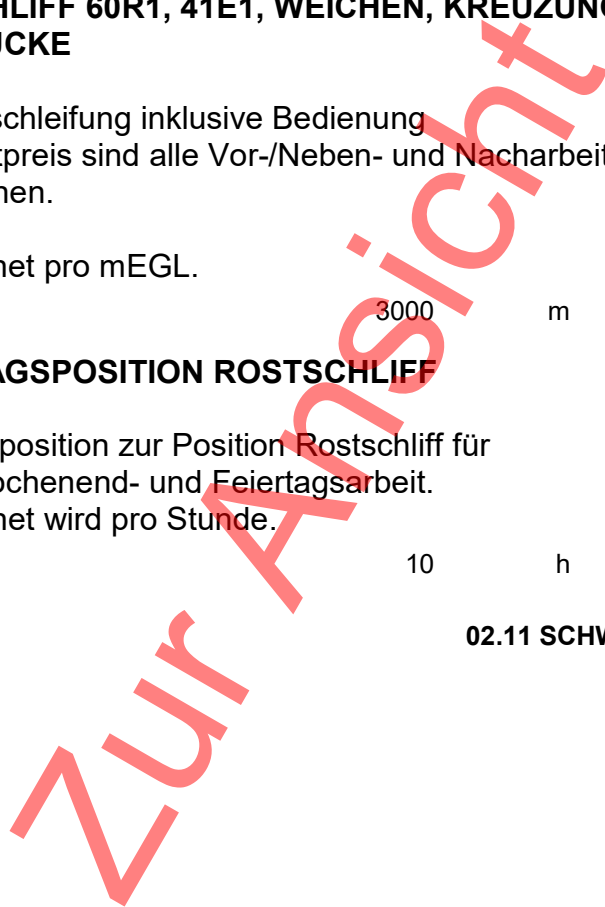 HLIFF 60R1, 41E1, WEICHEN, KREUZUNG
ÜCKE
schleifung inklusive Bedienung
tpreis sind alle Vor-/Neben- und Nacharbeit
nen.
net pro mEGL.
3000 m
AGSPOSITION ROSTSCHLIFF
position zur Position Rostschliff für
ochenend- und Feiertagsarbeit.
net wird pro Stunde.
10 h
02.11 SCHW
Zur Ansicht